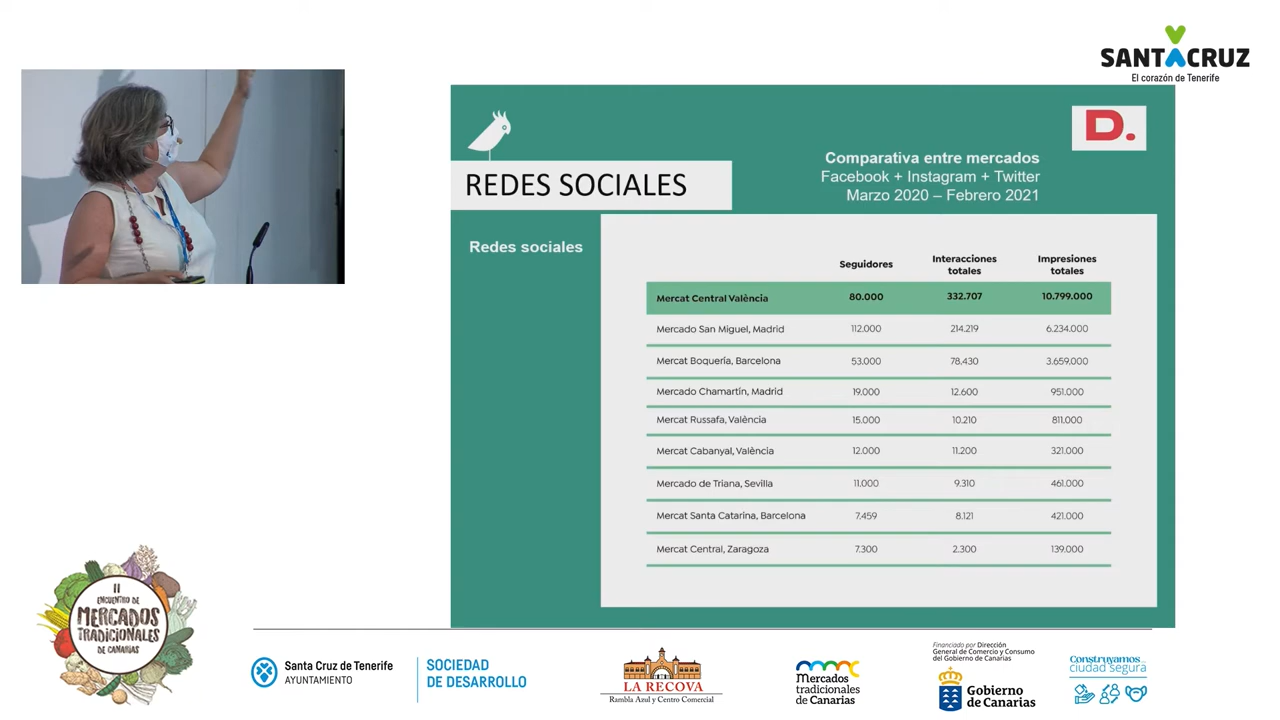 SANTACRUZ
El corazón de Tenerife
D.
REDES SOCIALES
Comparativa entre mercados
Facebook + Instagram + Twitter
Marzo 2020 – Febrero 2021
Redes sociales
Seguidores Interacciones totales Impresiones totales
Mercat Central València 80.000 332.707 10.799.000
Mercado San Miguel, Madrid 112.000 214.219 6.234.000
Mercat Boquería, Barcelona 53.000 78.430 3.659.000
Mercado Chamartín, Madrid 19.000 12.600 951.000
Mercat Russafa, València 15.000 10.210 811.000
Mercat Cabanyal, València 12.000 11.200 321.000
Mercado de Triana, Sevilla 11.000 9.310 461.000
Mercat Santa Catarina, Barcelona 7.459 8.121 421.000
Mercat Central, Zaragoza 7.300 2.300 139.000
II
ENCUENTRO DE
MERCADOS
TRADICIONALES
DE CANARIAS
Santa Cruz de Tenerife
AYUNTAMIENTO
SOCIEDAD
DE DESARROLLO
LA RECOVA
Rambla Azul y Centro Comercial
Mercados
tradicionales
de Canarias
Financiado por Dirección
General de Comercio y Consumo
del Gobierno de Canarias
Gobierno
de Canarias
Construyamos...
ciudad segura